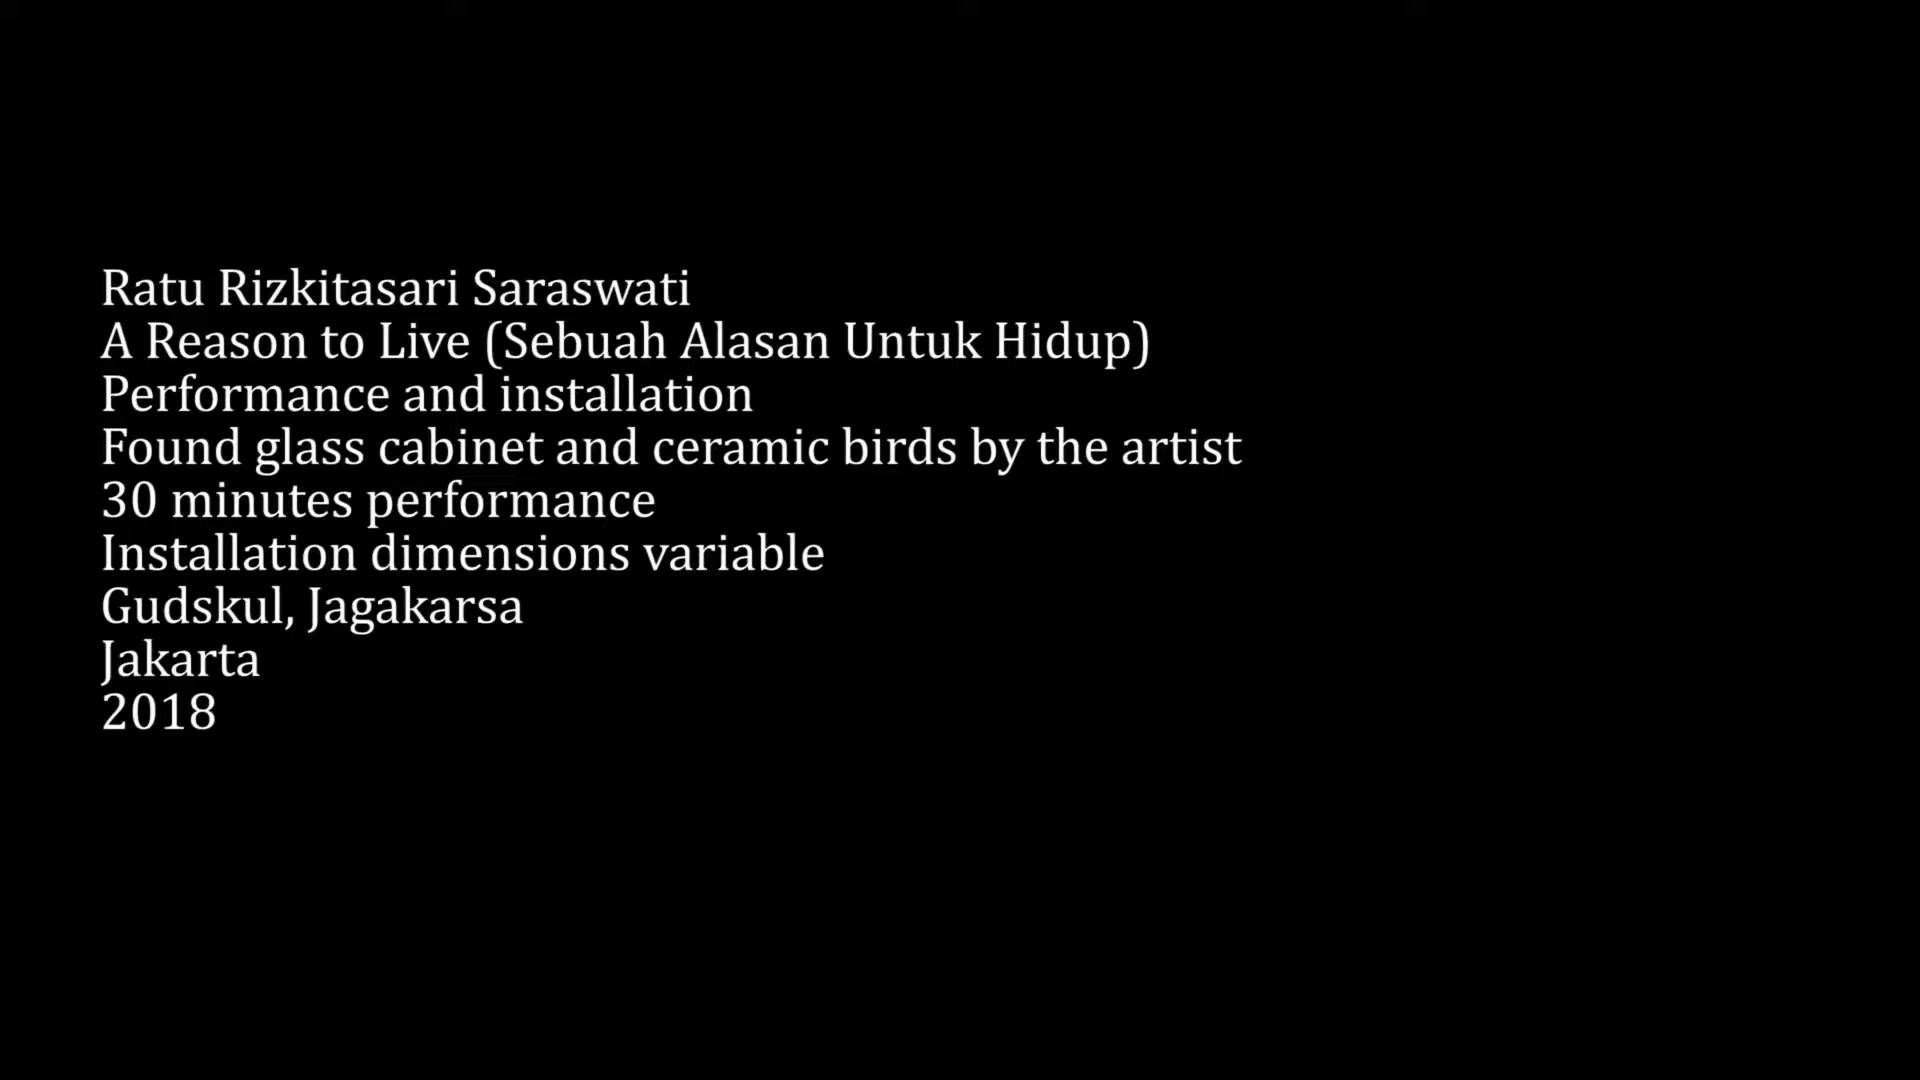 Ratu Rizkitasari Saraswati
A Reason to Live (Sebuah Alasan Untuk Hidup)
Performance and installation
Found glass cabinet and ceramic birds by the artist
30 minutes performance
Installation dimensions variable
Gudskul, Jagakarsa
Jakarta
2018